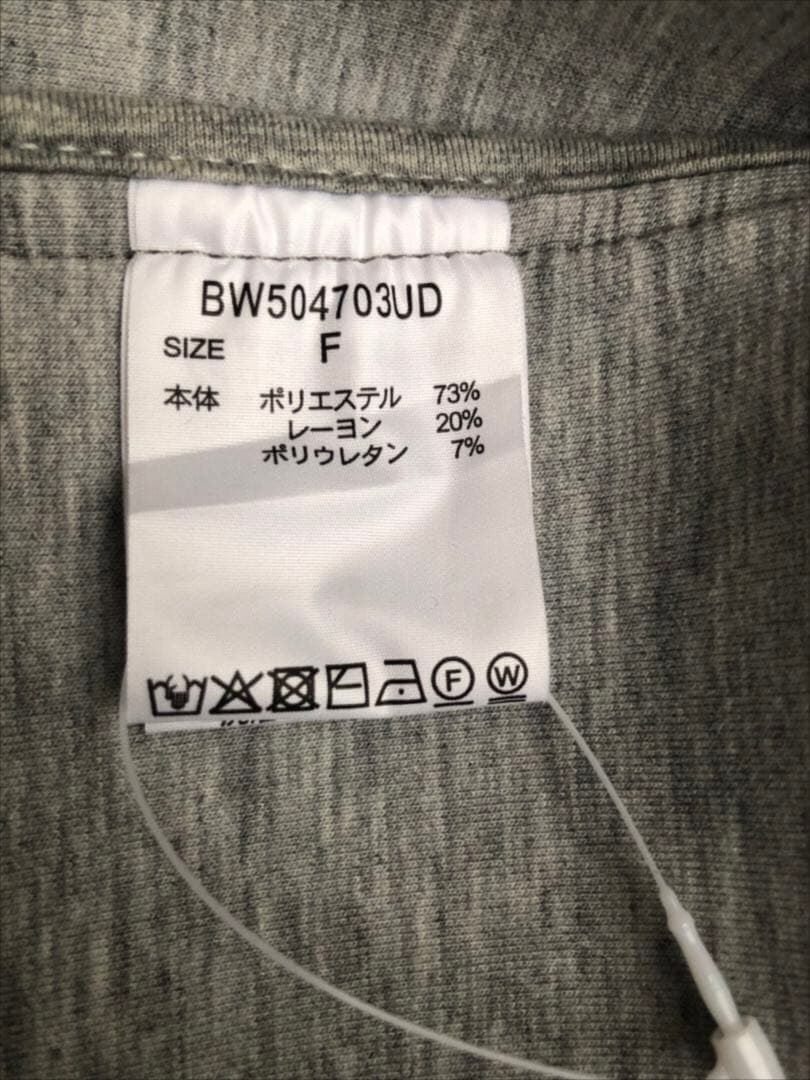 BW504703UD
SIZE F
本体 ポリエステル 73%
レーヨン 20%
ポリウレタン 7%
F W